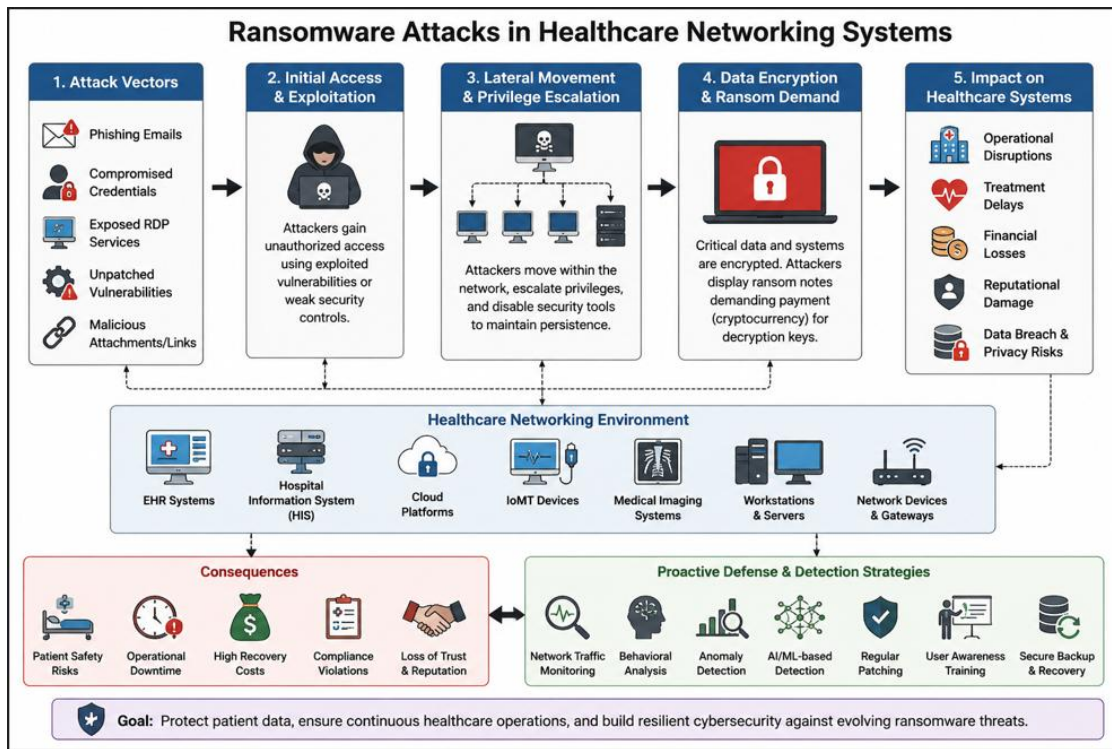 Ransomware Attacks in Healthcare Networking Systems
1. Attack Vectors
Phishing Emails
Compromised
Credentials
Exposed RDP
Services
Unpatched
Vulnerabilities
Malicious
Attachments/Links
2. Initial Access
& Exploitation
Attackers gain
unauthorized access
using exploited
vulnerabilities or
weak security
controls.
3. Lateral Movement
& Privilege Escalation
Attackers move within the
network, escalate privileges,
and disable security tools
to maintain persistence.
4. Data Encryption
& Ransom Demand
Critical data and systems
are encrypted. Attackers
display ransom notes
demanding payment
(cryptocurrency) for
decryption keys.
5. Impact on
Healthcare Systems
Operational
Disruptions
Treatment
Delays
Financial
Losses
Reputational
Damage
Data Breach &
Privacy Risks
Healthcare Networking Environment
EHR Systems
Hospital
Information System
(HIS)
Cloud
Platforms
IoMT Devices
Medical Imaging
Systems
Workstations
& Servers
Network Devices
& Gateways
Consequences
Patient Safety
Risks
Operational
Downtime
High Recovery
Costs
Compliance
Violations
Loss of Trust
& Reputation
Proactive Defense & Detection Strategies
Network Traffic
Monitoring
Behavioral
Analysis
Anomaly
Detection
AI/ML-based
Detection
Regular
Patching
User Awareness
Training
Secure Backup
& Recovery
Goal: Protect patient data, ensure continuous healthcare operations, and build resilient cybersecurity against evolving ransomware threats.